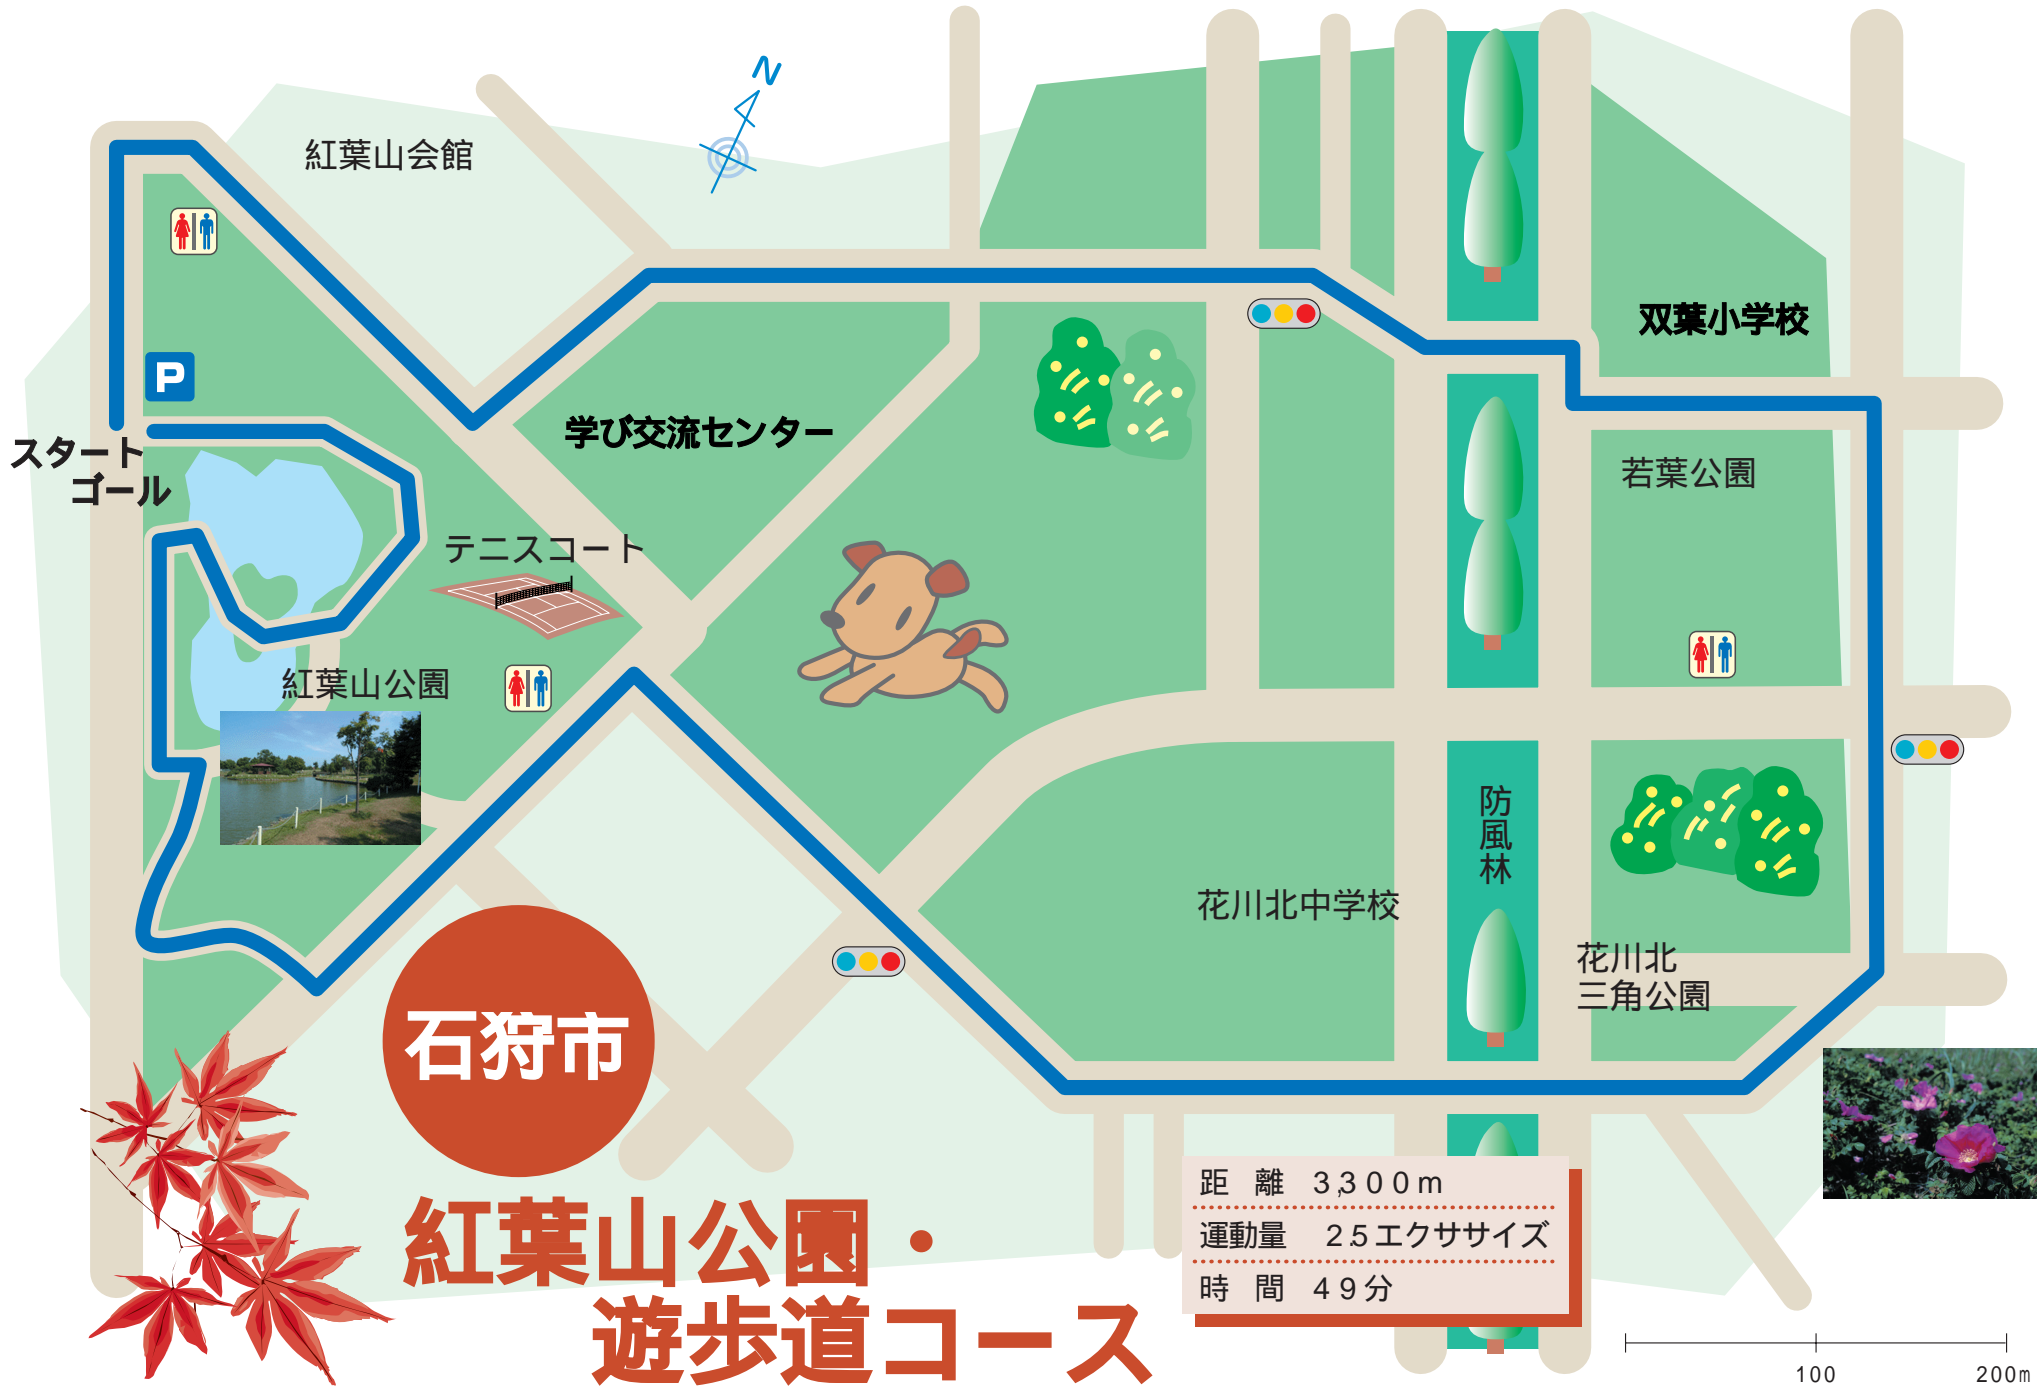 N
紅葉山会館
双葉小学校
P
学び交流センター
スタート
ゴール
若葉公園
テニスコート
紅葉山公園
防風林
花川北中学校
花川北
三角公園
石狩市
紅葉山公園・
遊歩道コース
距離 3,300m
運動量 2.5エクササイズ
時間 49分
100 200m